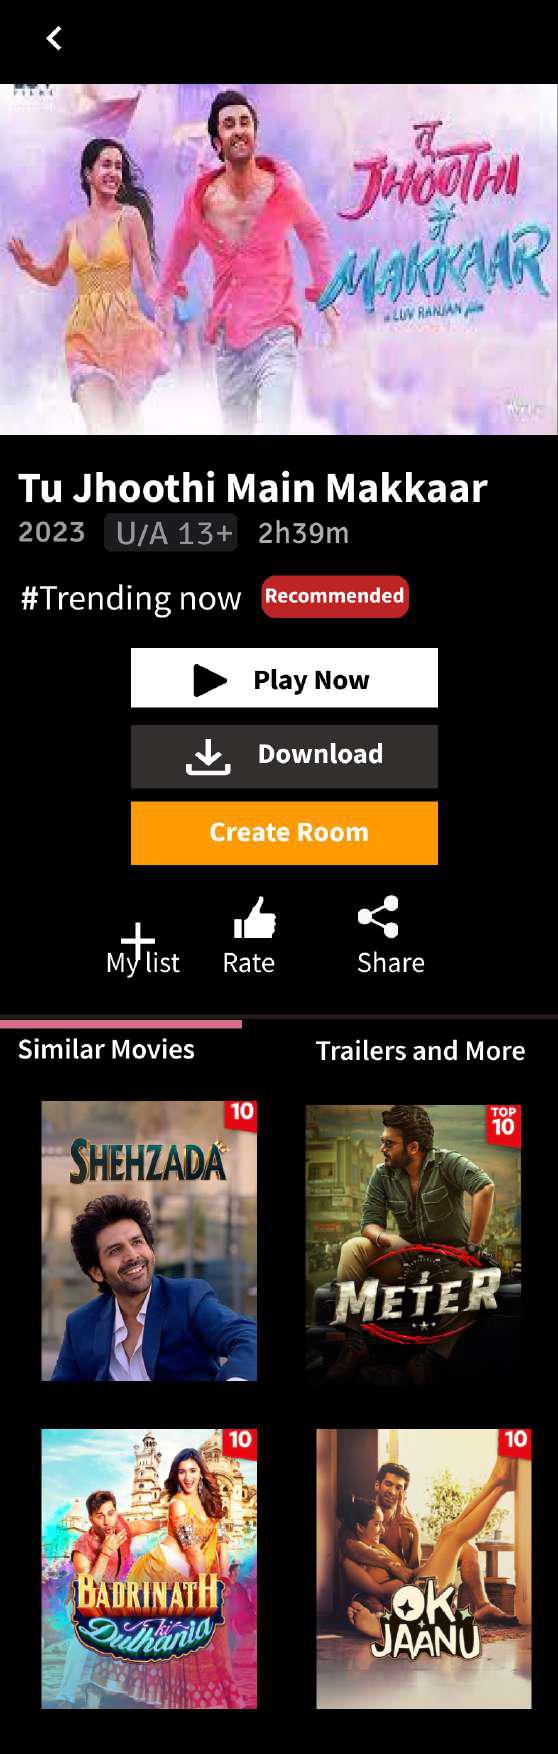 तू
JHOOTHI
मैं
MAKKAAR
a LUV RANJAN film
Tu Jhoothi Main Makkaar
2023 U/A 13+ 2h39m
#Trending now Recommended
Play Now
Download
Create Room
My list Rate Share
Similar Movies Trailers and More
10
SHEHZADA
TOP
10
METER
10
BADRINATH
Ki
Dulhania
10
OK
JAANU